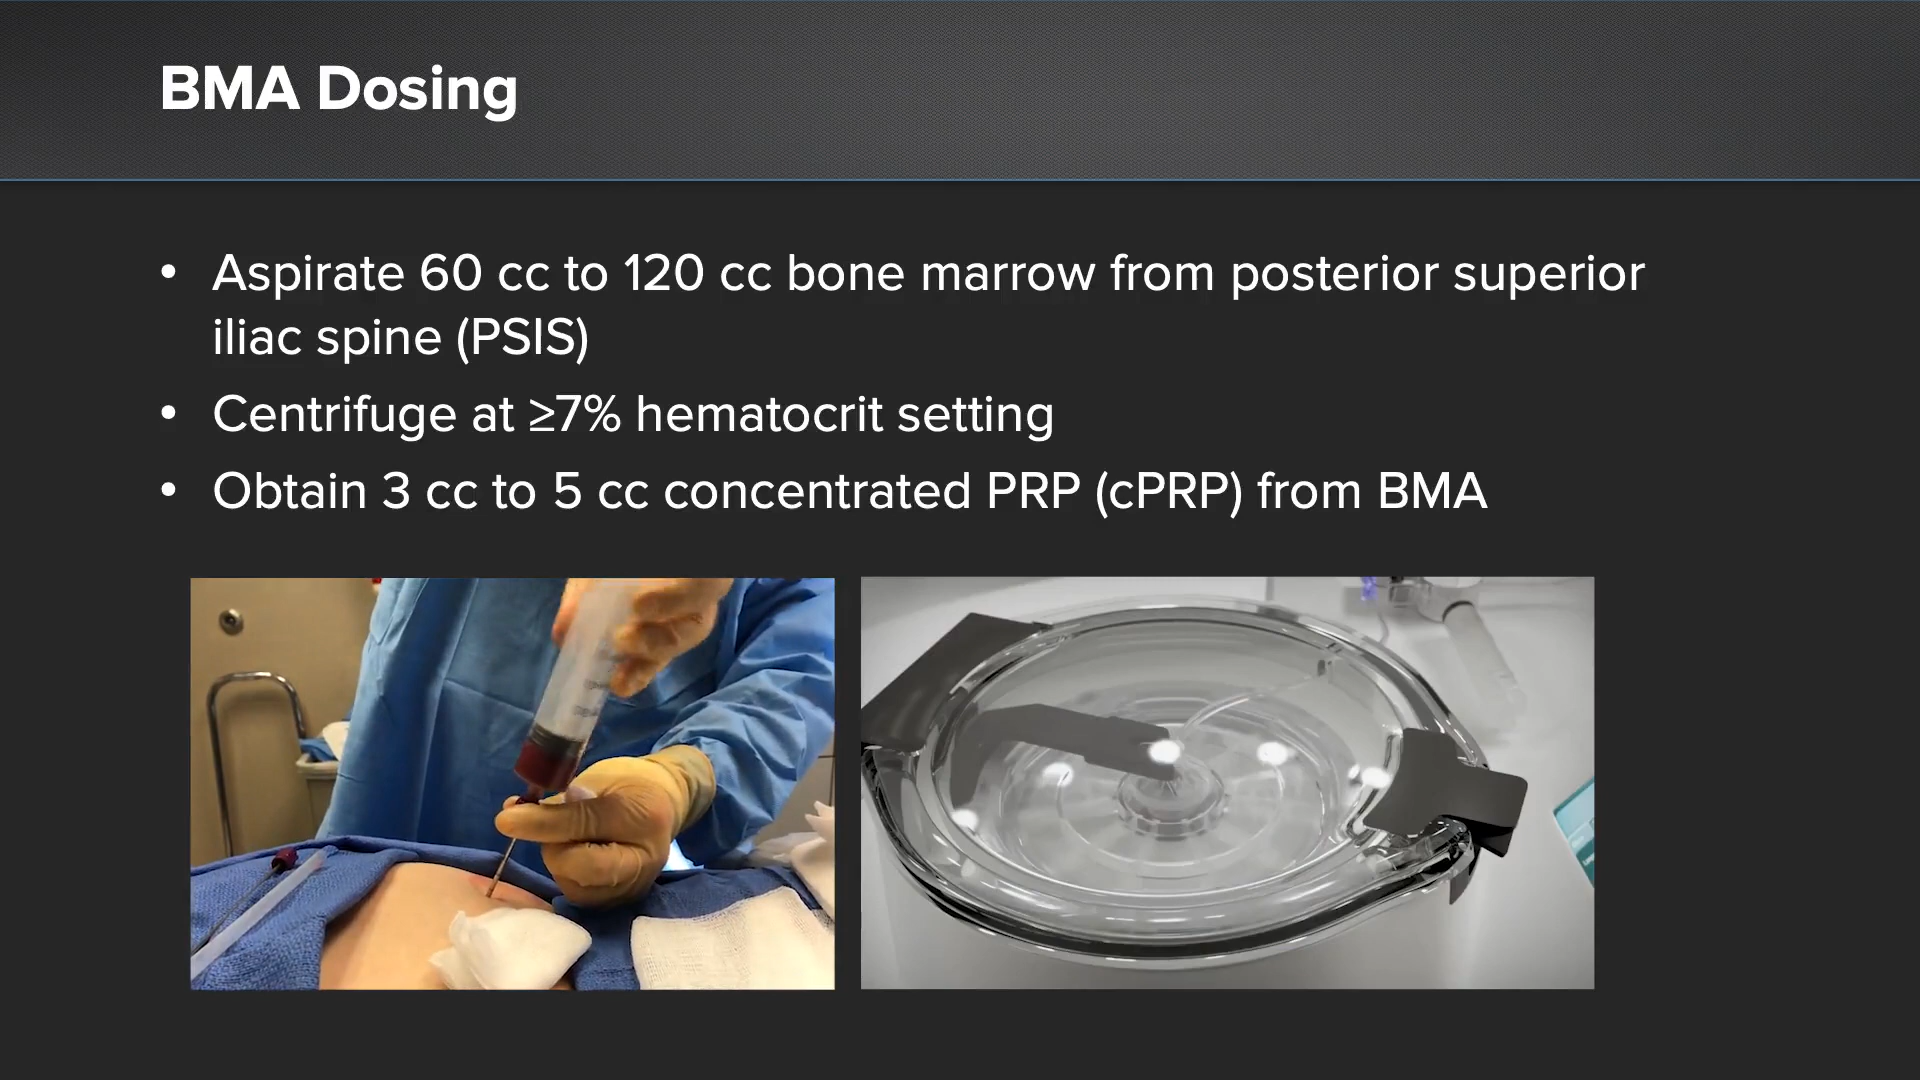 BMA Dosing
• Aspirate 60 cc to 120 cc bone marrow from posterior superior
iliac spine (PSIS)
• Centrifuge at ≥7% hematocrit setting
• Obtain 3 cc to 5 cc concentrated PRP (cPRP) from BMA